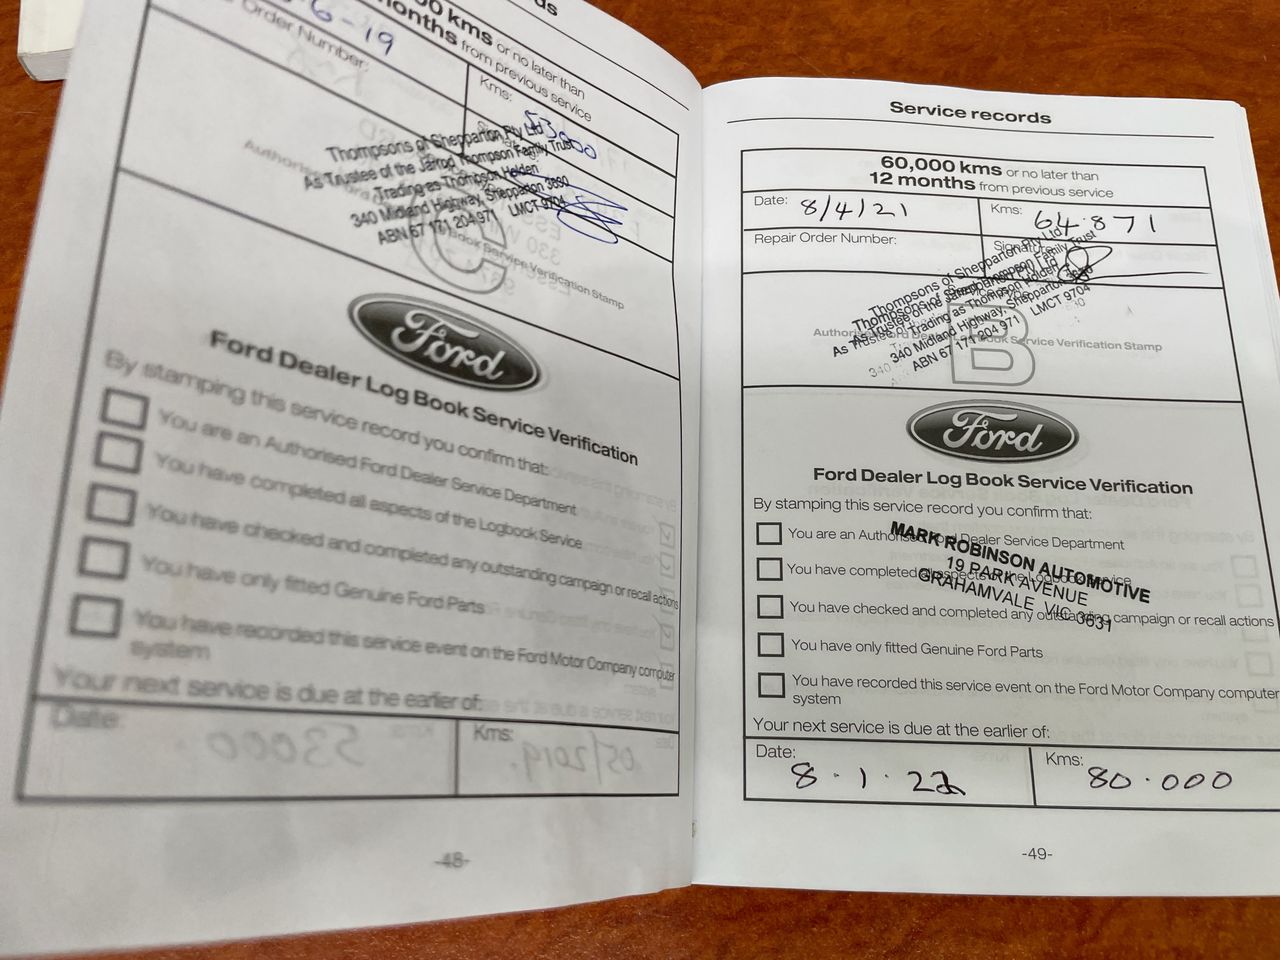 00 kms or no later than
months from previous service
6-19
Order Number:
Kms: 53000
Thompsons of Shepparton Pty Ltd
As Trustee of the Jarrod Thompson Family Trust
Trading as Thompson Holden
340 Midland Highway, Shepparton 3690
ABN 67 171 204 971 LMCT 9704
Book Service Verification Stamp
C
Ford
Ford Dealer Log Book Service Verification
By stamping this service record you confirm that:
You are an Authorised Ford Dealer Service Department
You have completed all aspects of the Logbook Service
You have checked and completed any outstanding campaign or recall actions
You have only fitted Genuine Ford Parts
You have recorded this service event on the Ford Motor Company computer
system
Your next service is due at the earlier of:
Date:
Kms:
-48-
Service records
60,000 kms or no later than
12 months from previous service
Date: 8/4/21
Kms: 64.871
Repair Order Number:
Signature
Thompsons of Shepparton Pty Ltd
As Trustee of the Jarrod Thompson Family Trust
Trading as Thompson Holden
340 Midland Highway, Shepparton
ABN 67 171 204 971 LMCT 9704
B
Service Verification Stamp
Ford
Ford Dealer Log Book Service Verification
By stamping this service record you confirm that:
You are an Authorised Ford Dealer Service Department
You have completed all aspects of the Logbook Service
You have checked and completed any outstanding campaign or recall actions
You have only fitted Genuine Ford Parts
You have recorded this service event on the Ford Motor Company computer
system
MARK ROBINSON AUTOMOTIVE
19 PARK AVENUE
GRAHAMVALE VIC 3631
Your next service is due at the earlier of:
Date: 8.1.22
Kms: 80.000
-49-